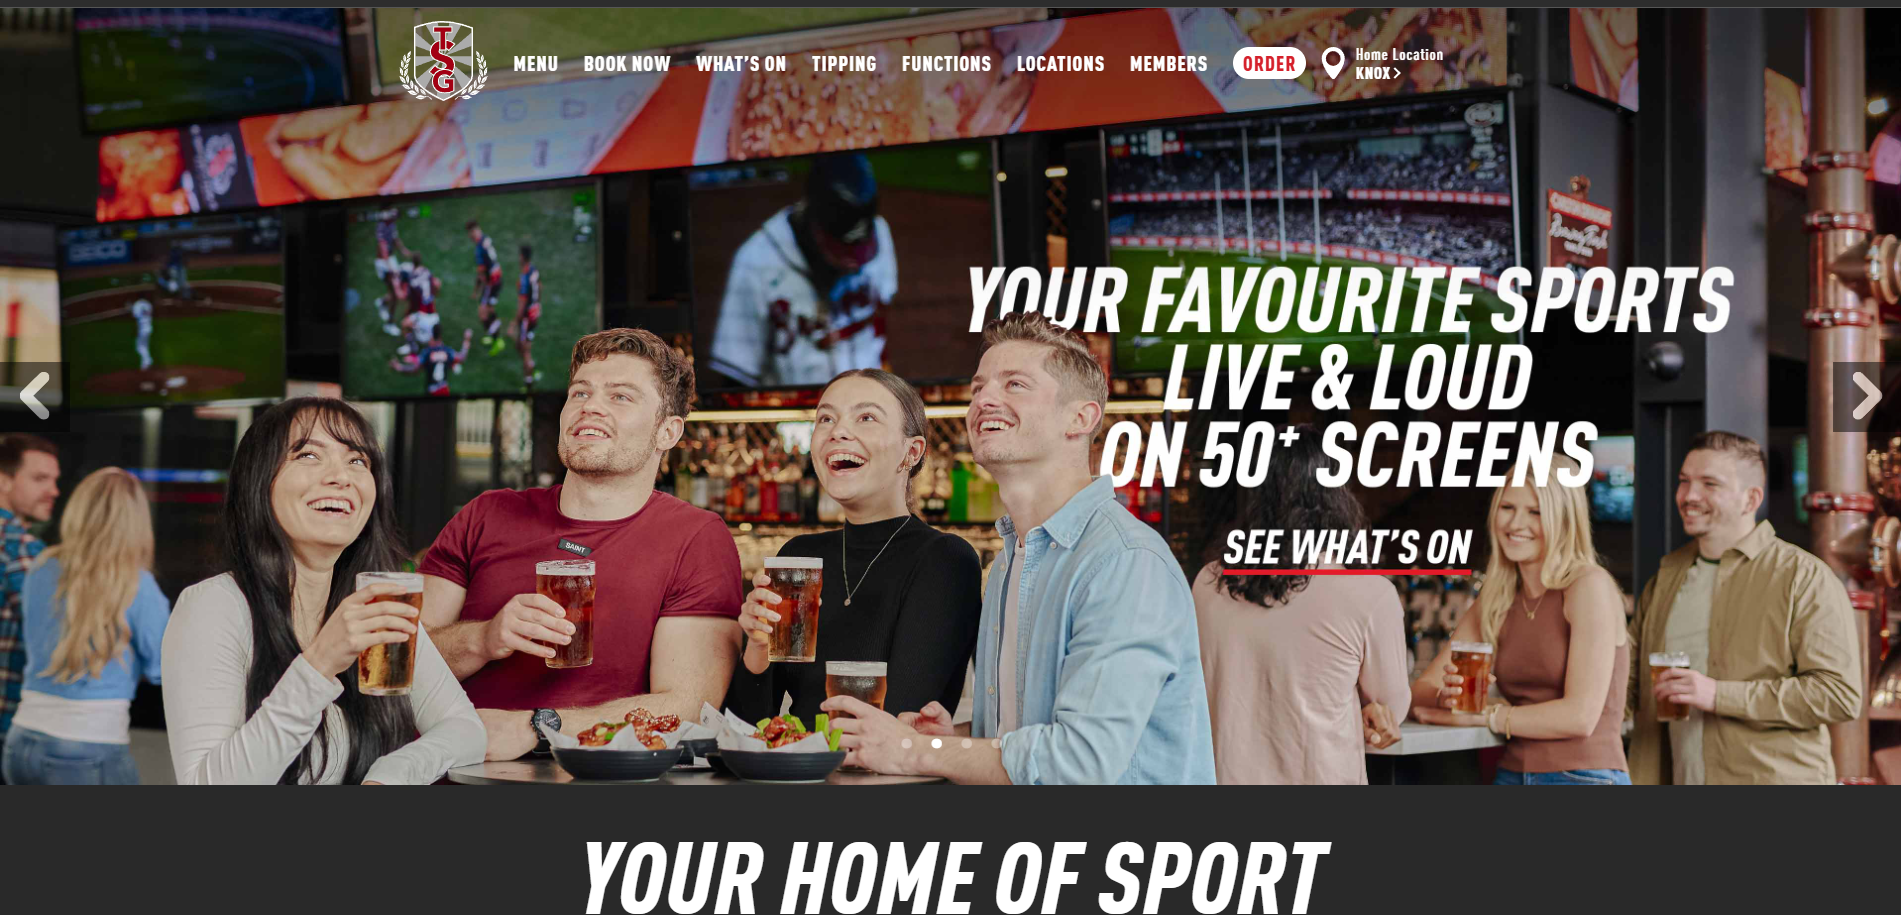 TSG
MENU
BOOK NOW
WHAT'S ON
TIPPING
FUNCTIONS
LOCATIONS
MEMBERS
ORDER
Home Location
KNOX >
YOUR FAVOURITE SPORTS
LIVE & LOUD
ON 50+ SCREENS
SEE WHAT'S ON
SAINT
GEICO
YOUR HOME OF SPORT